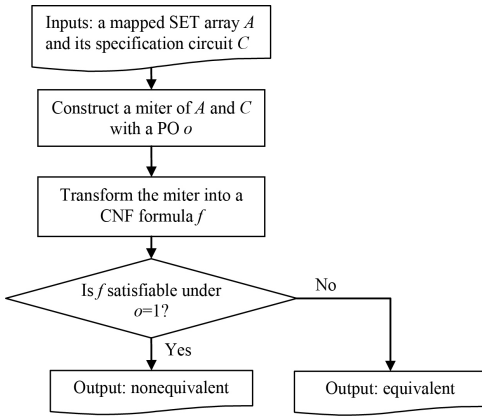 Inputs: a mapped SET array A
and its specification circuit C
Construct a miter of A and C
with a PO o
Transform the miter into a
CNF formula f
Is f satisfiable under
o=1?
No
Yes
Output: nonequivalent
Output: equivalent